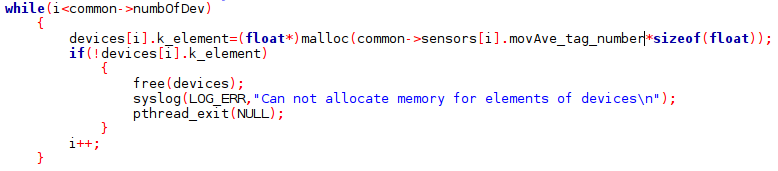 while(i<common->numbOfDev)
{
devices[i].k_element=(float*)malloc(common->sensors[i].movAve_tag_number*sizeof(float));
if(!devices[i].k_element)
{
free(devices);
syslog(LOG_ERR,"Can not allocate memory for elements of devices\n");
pthread_exit(NULL);
}
i++;
}